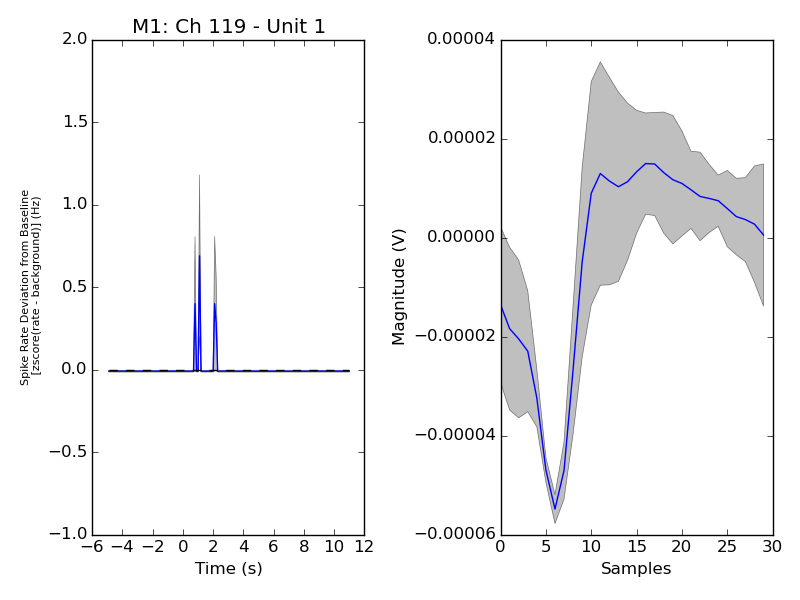 M1: Ch 119 - Unit 1
2.0
1.5
1.0
0.5
0.0
−0.5
−1.0
−6 −4 −2 0 2 4 6 8 10 12
Time (s)
Spike Rate Deviation from Baseline
[zscore(rate - background)] (Hz)
0.00004
0.00002
0.00000
−0.00002
−0.00004
−0.00006
0 5 10 15 20 25 30
Samples
Magnitude (V)